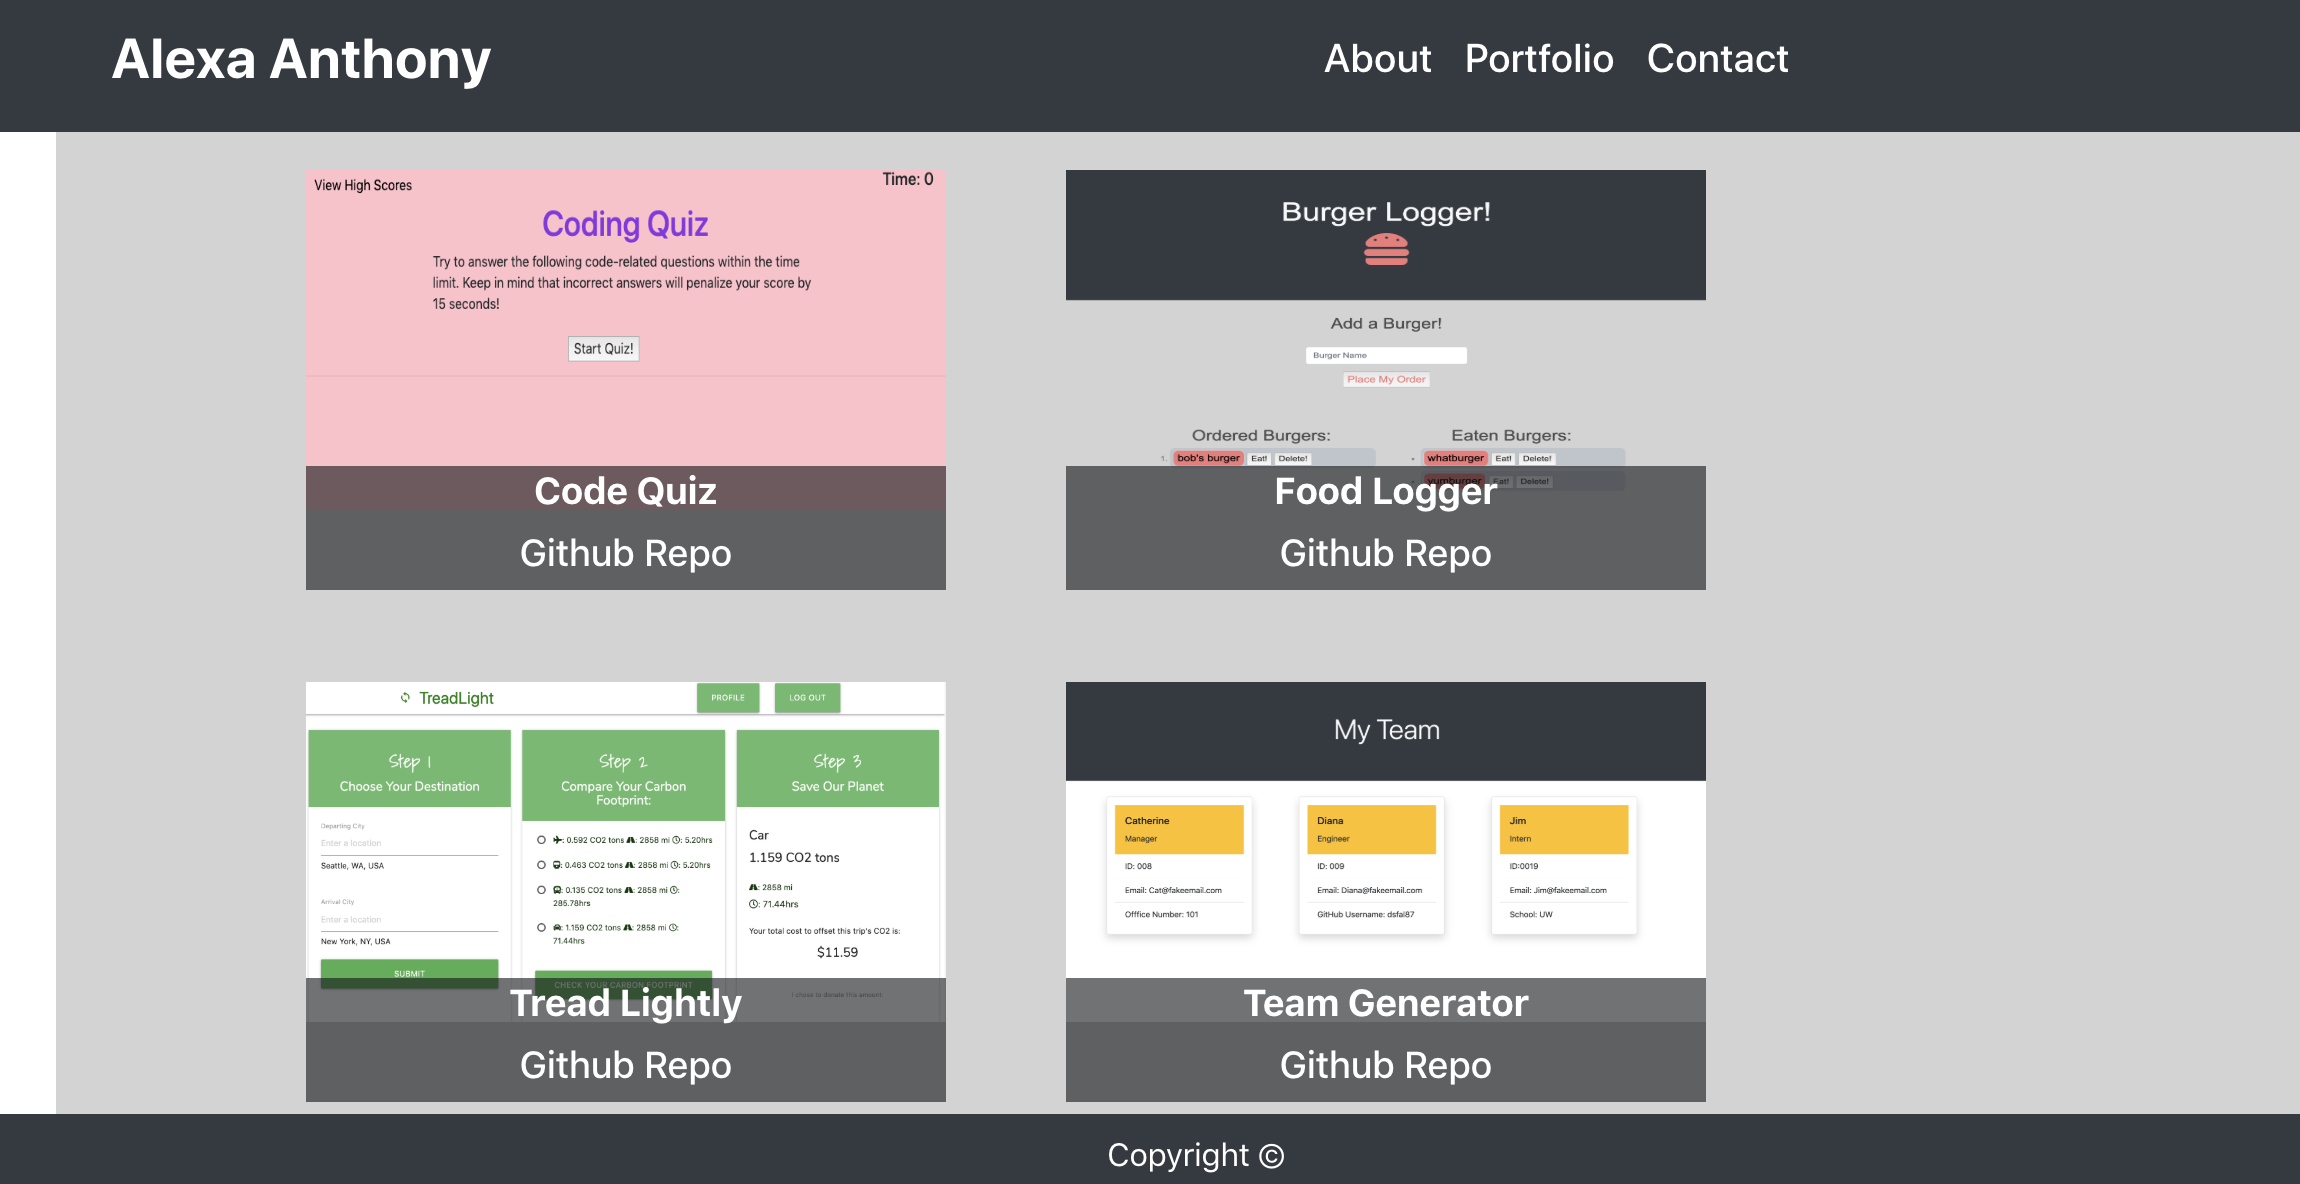 Alexa Anthony
About Portfolio Contact
View High Scores
Time: 0
Coding Quiz
Try to answer the following code-related questions within the time
limit. Keep in mind that incorrect answers will penalize your score by
15 seconds!
Start Quiz!
Code Quiz
Github Repo
Burger Logger!
Add a Burger!
Burger Name
Place My Order
Ordered Burgers:
1. bob's burger Eat! Delete!
Eaten Burgers:
whatburger Eat! Delete!
yumburger Eat! Delete!
Food Logger
Github Repo
TreadLight
PROFILE
LOG OUT
Step 1
Choose Your Destination
Departing City
Enter a location
Seattle, WA, USA
Arrival City
Enter a location
New York, NY, USA
SUBMIT
Step 2
Compare Your Carbon
Footprint:
: 0.592 CO2 tons : 2858 mi : 5.20hrs
: 0.463 CO2 tons : 2858 mi : 5.20hrs
: 0.135 CO2 tons : 2858 mi :
285.78hrs
: 1.159 CO2 tons : 2858 mi :
71.44hrs
CHECK YOUR CARBON FOOTPRINT
Step 3
Save Our Planet
Car
1.159 CO2 tons
: 2858 mi
: 71.44hrs
Your total cost to offset this trip's CO2 is:
$11.59
I chose to donate this amount:
Tread Lightly
Github Repo
My Team
Catherine
Manager
ID: 008
Email: Cat@fakeemail.com
Offfice Number: 101
Diana
Engineer
ID: 009
Email: Diana@fakeemail.com
GitHub Username: dsfal87
Jim
Intern
ID:0019
Email: Jim@fakeemail.com
School: UW
Team Generator
Github Repo
Copyright ©